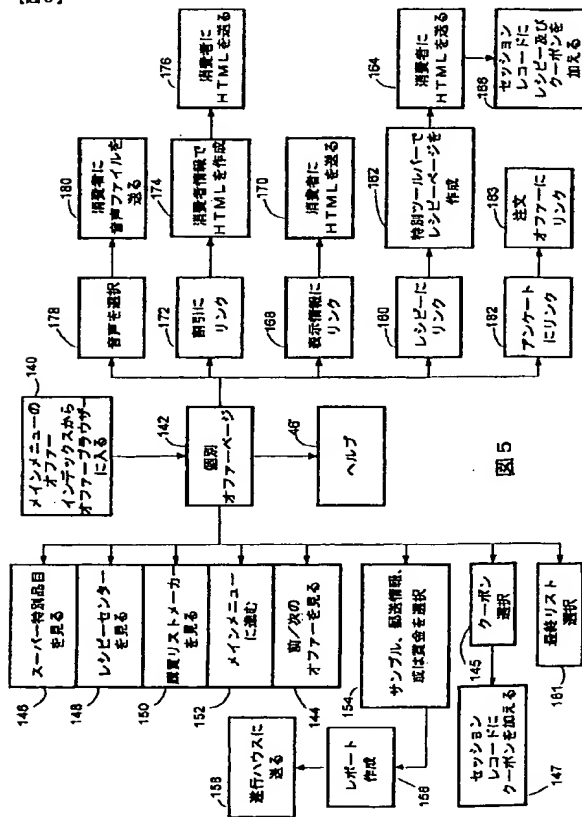 140
メインメニューの
オファー
インデックスから
オファーブラウザー
に入る
142
個別
オファーページ
46
ヘルプ
146
スーパー特別品目
を見る
148
レシピーセンター
を見る
150
購買リストメーカー
を見る
152
メインメニュー
に進む
144
前/次の
オファーを見る
154
サンプル、配送情報、
或は賞金を選択
156
レポート
作成
158
遂行ハウスに
送る
145
クーポン
選択
147
セッション
レコードに
クーポンを加える
161
最終リスト
選択
178
音声を選択
180
消費者に
音声ファイルを
送る
172
割引に
リンク
174
消費者情報で
HTMLを作成
176
消費者に
HTMLを送る
168
表示情報に
リンク
170
消費者に
HTMLを送る
160
レシピーに
リンク
162
特別ツールバーで
レシピーページを
作成
164
消費者に
HTMLを送る
166
セッション
レコードに
レシピー及び
クーポンを
加える
182
アンケート
にリンク
183
注文
オファーに
リンク
図5